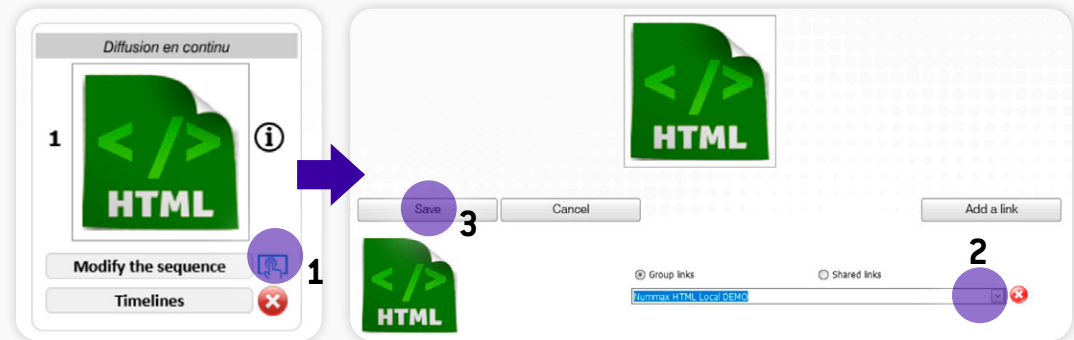 Diffusion en continu
1
</>
HTML
i
Modify the sequence
1
Timelines
</>
HTML
Save
3
Cancel
Add a link
</>
HTML
2
Group links
Shared links
Nummax HTML Local DEMO